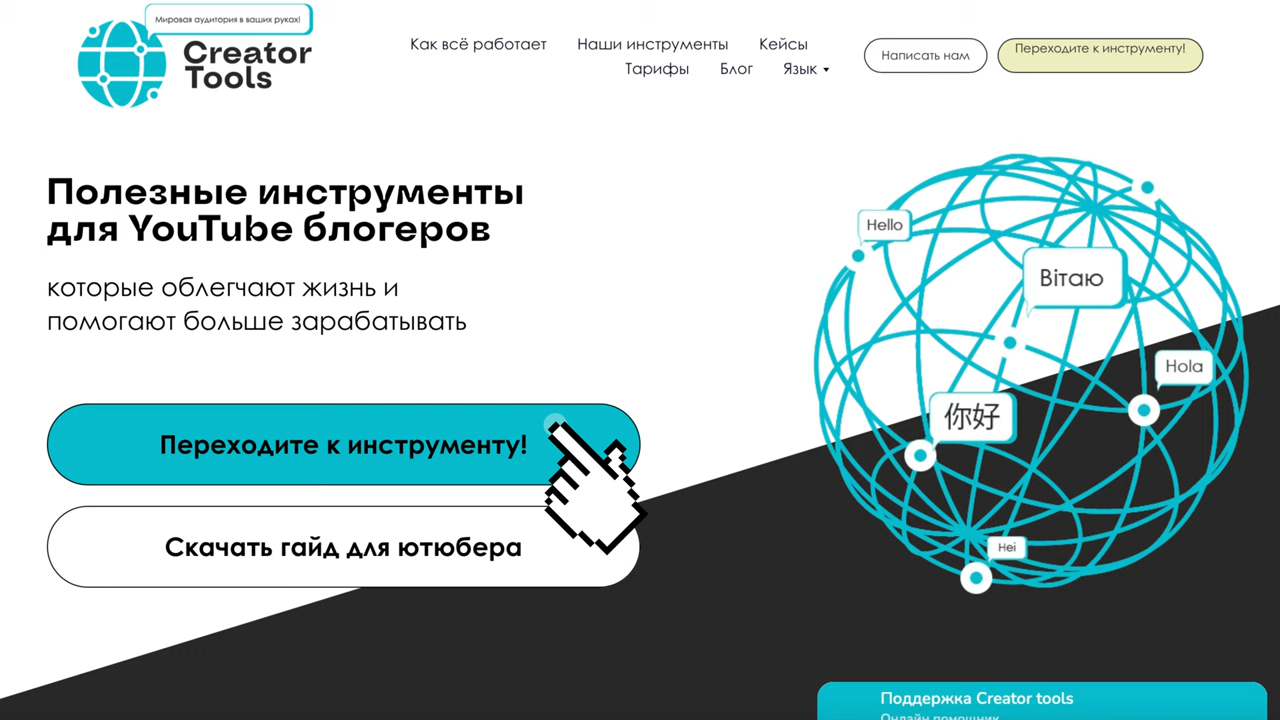 Мировая аудитория в ваших руках!
Creator
Tools
Как всё работает
Наши инструменты
Кейсы
Тарифы
Блог
Язык
Написать нам
Переходите к инструменту!
Полезные инструменты
для YouTube блогеров
которые облегчают жизнь и
помогают больше зарабатывать
Переходите к инструменту!
Скачать гайд для ютюбера
Hello
Вітаю
Hola
你好
Hei
Поддержка Creator tools
Онлайн помощник